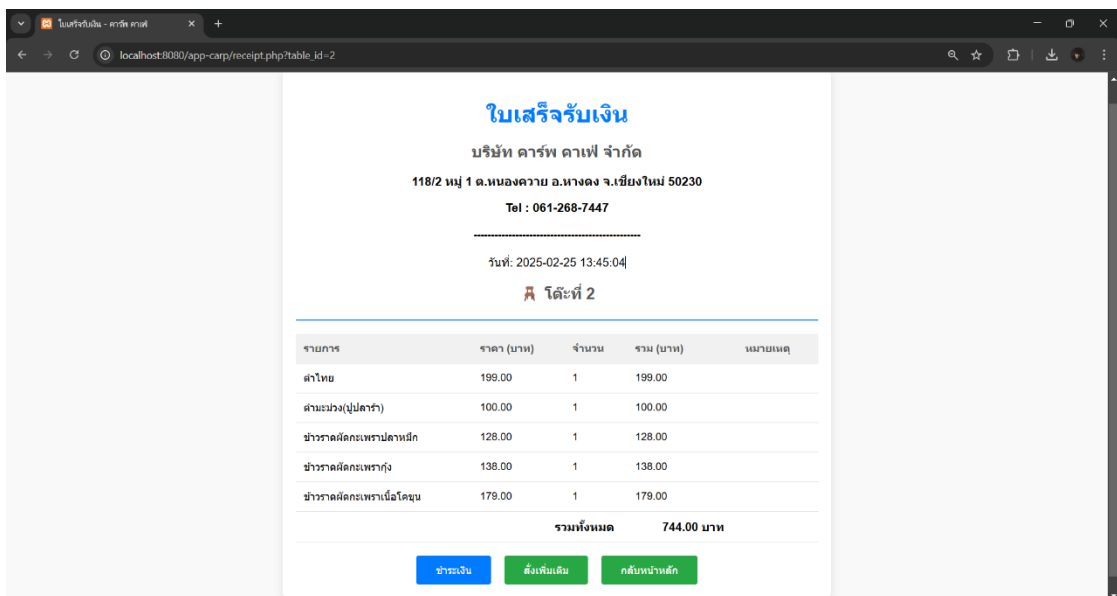 ใบเสร็จรับเงิน - คาร์พ คาเฟ่
localhost:8080/app-carp/receipt.php?table_id=2
ใบเสร็จรับเงิน
บริษัท คาร์พ คาเฟ่ จำกัด
118/2 หมู่ 1 ต.หนองควาย อ.หางดง จ.เชียงใหม่ 50230
Tel : 061-268-7447
------------------------------------------------
วันที่: 2025-02-25 13:45:04
โต๊ะที่ 2
รายการ ราคา (บาท) จำนวน รวม (บาท) หมายเหตุ
ตำไทย 199.00 1 199.00
ตำมะม่วง(ปูปลาร้า) 100.00 1 100.00
ข้าวราดผัดกะเพราปลาหมึก 128.00 1 128.00
ข้าวราดผัดกะเพรากุ้ง 138.00 1 138.00
ข้าวราดผัดกะเพราเนื้อโคขุน 179.00 1 179.00
รวมทั้งหมด 744.00 บาท
ชำระเงิน สั่งเพิ่มเติม กลับหน้าหลัก